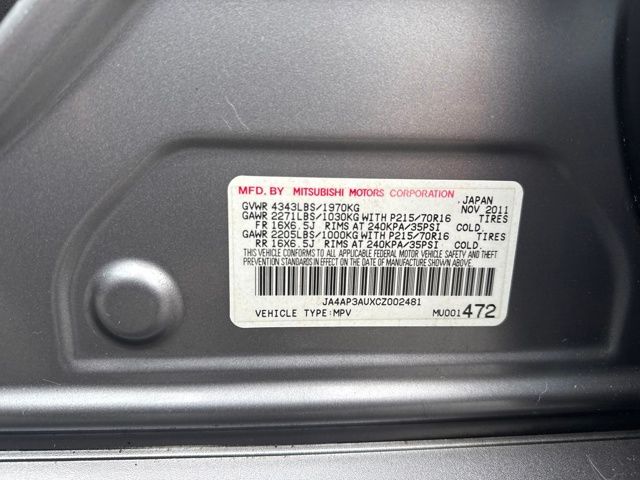 MFD. BY MITSUBISHI MOTORS CORPORATION JAPAN
GVWR 4343LBS/1970KG NOV 2011
GAWR 2271LBS/1030KG WITH P215/70R16 TIRES
FR 16X6.5J RIMS AT 240KPA/35PSI COLD.
GAWR 2205LBS/1000KG WITH P215/70R16 TIRES
RR 16X6.5J RIMS AT 240KPA/35PSI COLD.
THIS VEHICLE CONFORMS TO ALL APPLICABLE FEDERAL MOTOR VEHICLE SAFETY AND THEFT
PREVENTION STANDARDS IN EFFECT ON THE DATE OF MANUFACTURE SHOWN ABOVE.
JA4AP3AUXCZ002481
VEHICLE TYPE:MPV MU001472